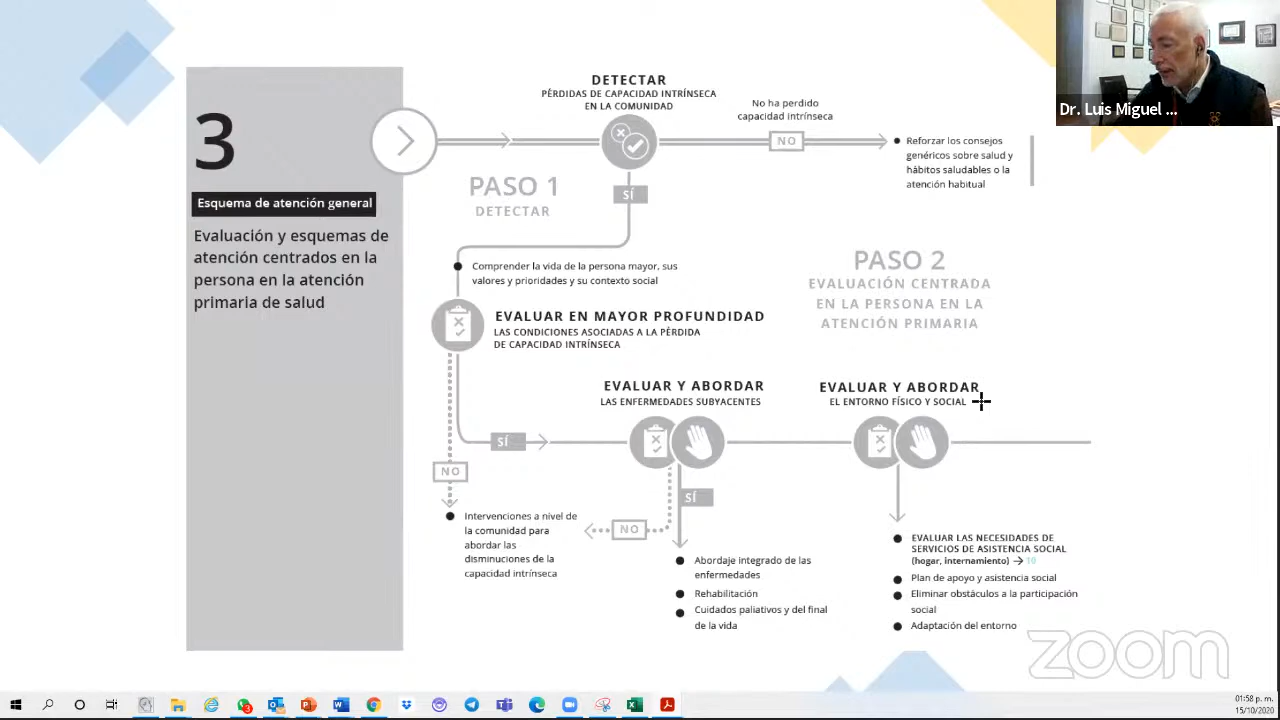 3
Esquema de atención general
Evaluación y esquemas de
atención centrados en la
persona en la atención
primaria de salud
DETECTAR
PÉRDIDAS DE CAPACIDAD INTRÍNSECA
EN LA COMUNIDAD
No ha perdido
capacidad intrínseca
NO
Reforzar los consejos
genéricos sobre salud y
hábitos saludables o la
atención habitual
PASO 1
DETECTAR
SÍ
Comprender la vida de la persona mayor, sus
valores y prioridades y su contexto social
PASO 2
EVALUACIÓN CENTRADA
EN LA PERSONA EN LA
ATENCIÓN PRIMARIA
EVALUAR EN MAYOR PROFUNDIDAD
LAS CONDICIONES ASOCIADAS A LA PÉRDIDA
DE CAPACIDAD INTRÍNSECA
EVALUAR Y ABORDAR
LAS ENFERMEDADES SUBYACENTES
EVALUAR Y ABORDAR
EL ENTORNO FÍSICO Y SOCIAL
SÍ
NO
Intervenciones a nivel de
la comunidad para
abordar las
disminuciones de la
capacidad intrínseca
SÍ
NO
Abordaje integrado de las
enfermedades
Rehabilitación
Cuidados paliativos y del final
de la vida
EVALUAR LAS NECESIDADES DE
SERVICIOS DE ASISTENCIA SOCIAL
(hogar, internamiento) → 10
Plan de apoyo y asistencia social
Eliminar obstáculos a la participación
social
Adaptación del entorno
Dr. Luis Miguel ...
zoom
01:58 p. m.
15/10/2020